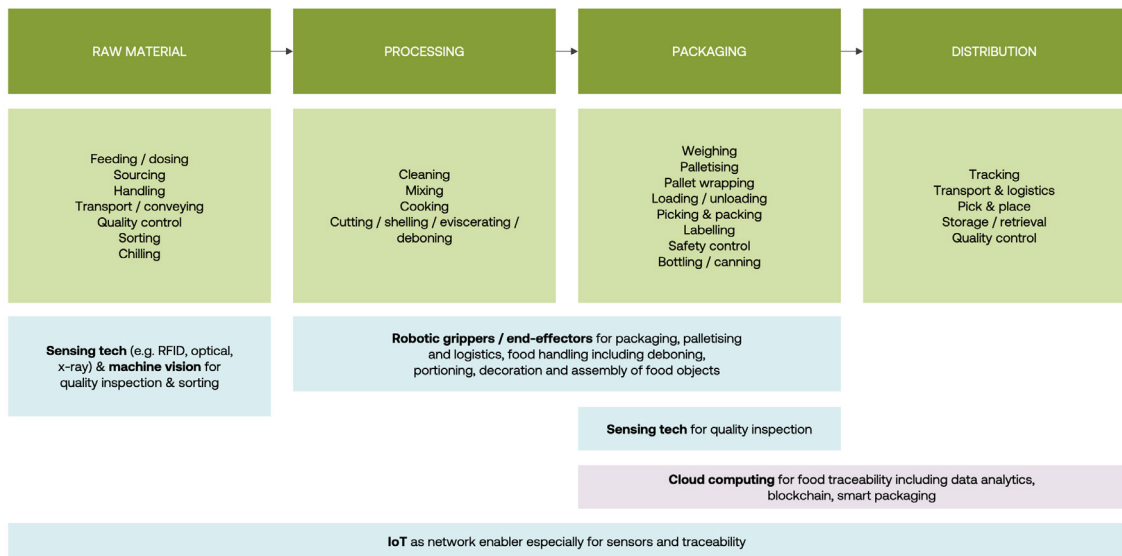 RAW MATERIAL
PROCESSING
PACKAGING
DISTRIBUTION
Feeding / dosing
Sourcing
Handling
Transport / conveying
Quality control
Sorting
Chilling
Cleaning
Mixing
Cooking
Cutting / shelling / eviscerating /
deboning
Weighing
Palletising
Pallet wrapping
Loading / unloading
Picking & packing
Labelling
Safety control
Bottling / canning
Tracking
Transport & logistics
Pick & place
Storage / retrieval
Quality control
Sensing tech (e.g. RFID, optical,
x-ray) & machine vision for
quality inspection & sorting
Robotic grippers / end-effectors for packaging, palletising
and logistics, food handling including deboning,
portioning, decoration and assembly of food objects
Sensing tech for quality inspection
Cloud computing for food traceability including data analytics,
blockchain, smart packaging
IoT as network enabler especially for sensors and traceability